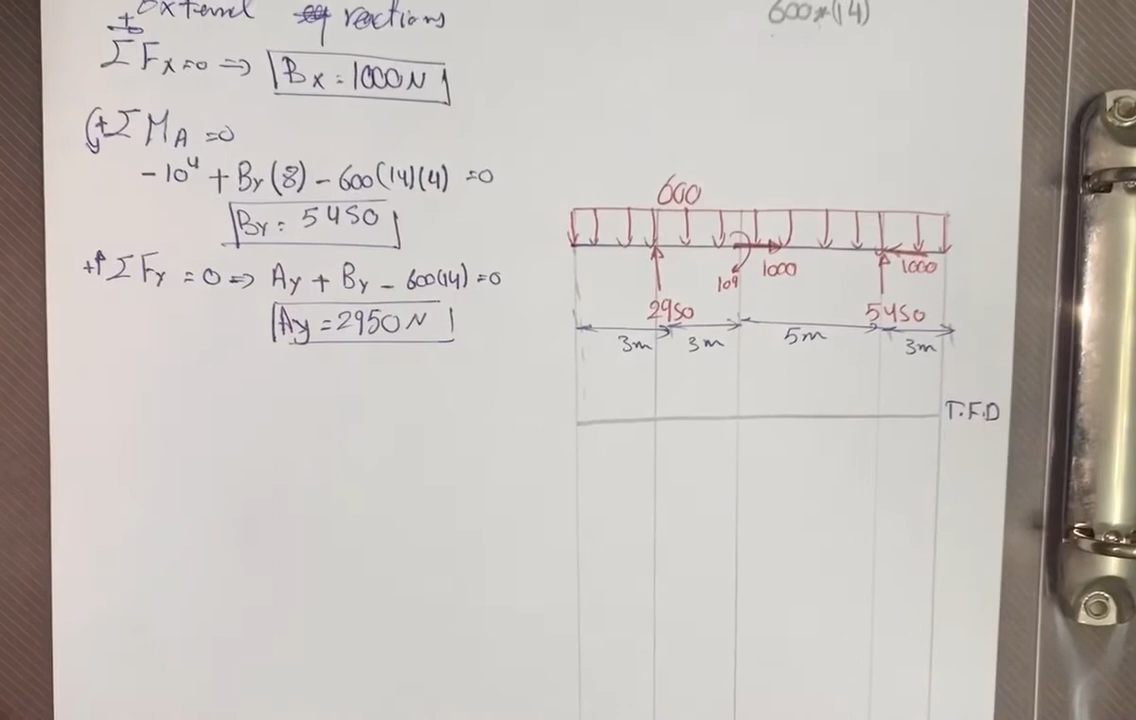 External reactions
600*(14)
+
ΣFx=0 => Bx = 1000N
+ΣMA =0
-10⁴ + By(8) - 600(14)(4) =0
By = 5450
+↑ΣFy = 0 => Ay + By - 600(14) =0
Ay = 2950N
600
10⁴ 1000 1000
2950 5450
3m 3m 5m 3m
T.F.D